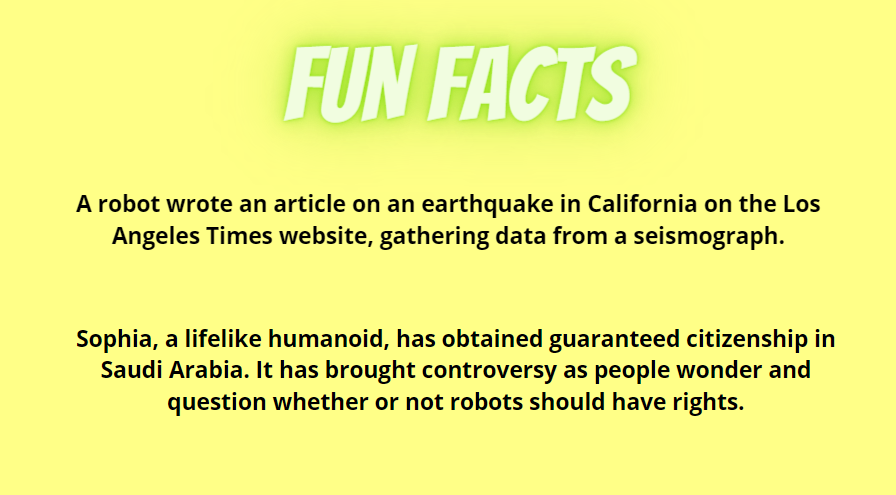 FUN FACTS
A robot wrote an article on an earthquake in California on the Los
Angeles Times website, gathering data from a seismograph.
Sophia, a lifelike humanoid, has obtained guaranteed citizenship in
Saudi Arabia. It has brought controversy as people wonder and
question whether or not robots should have rights.